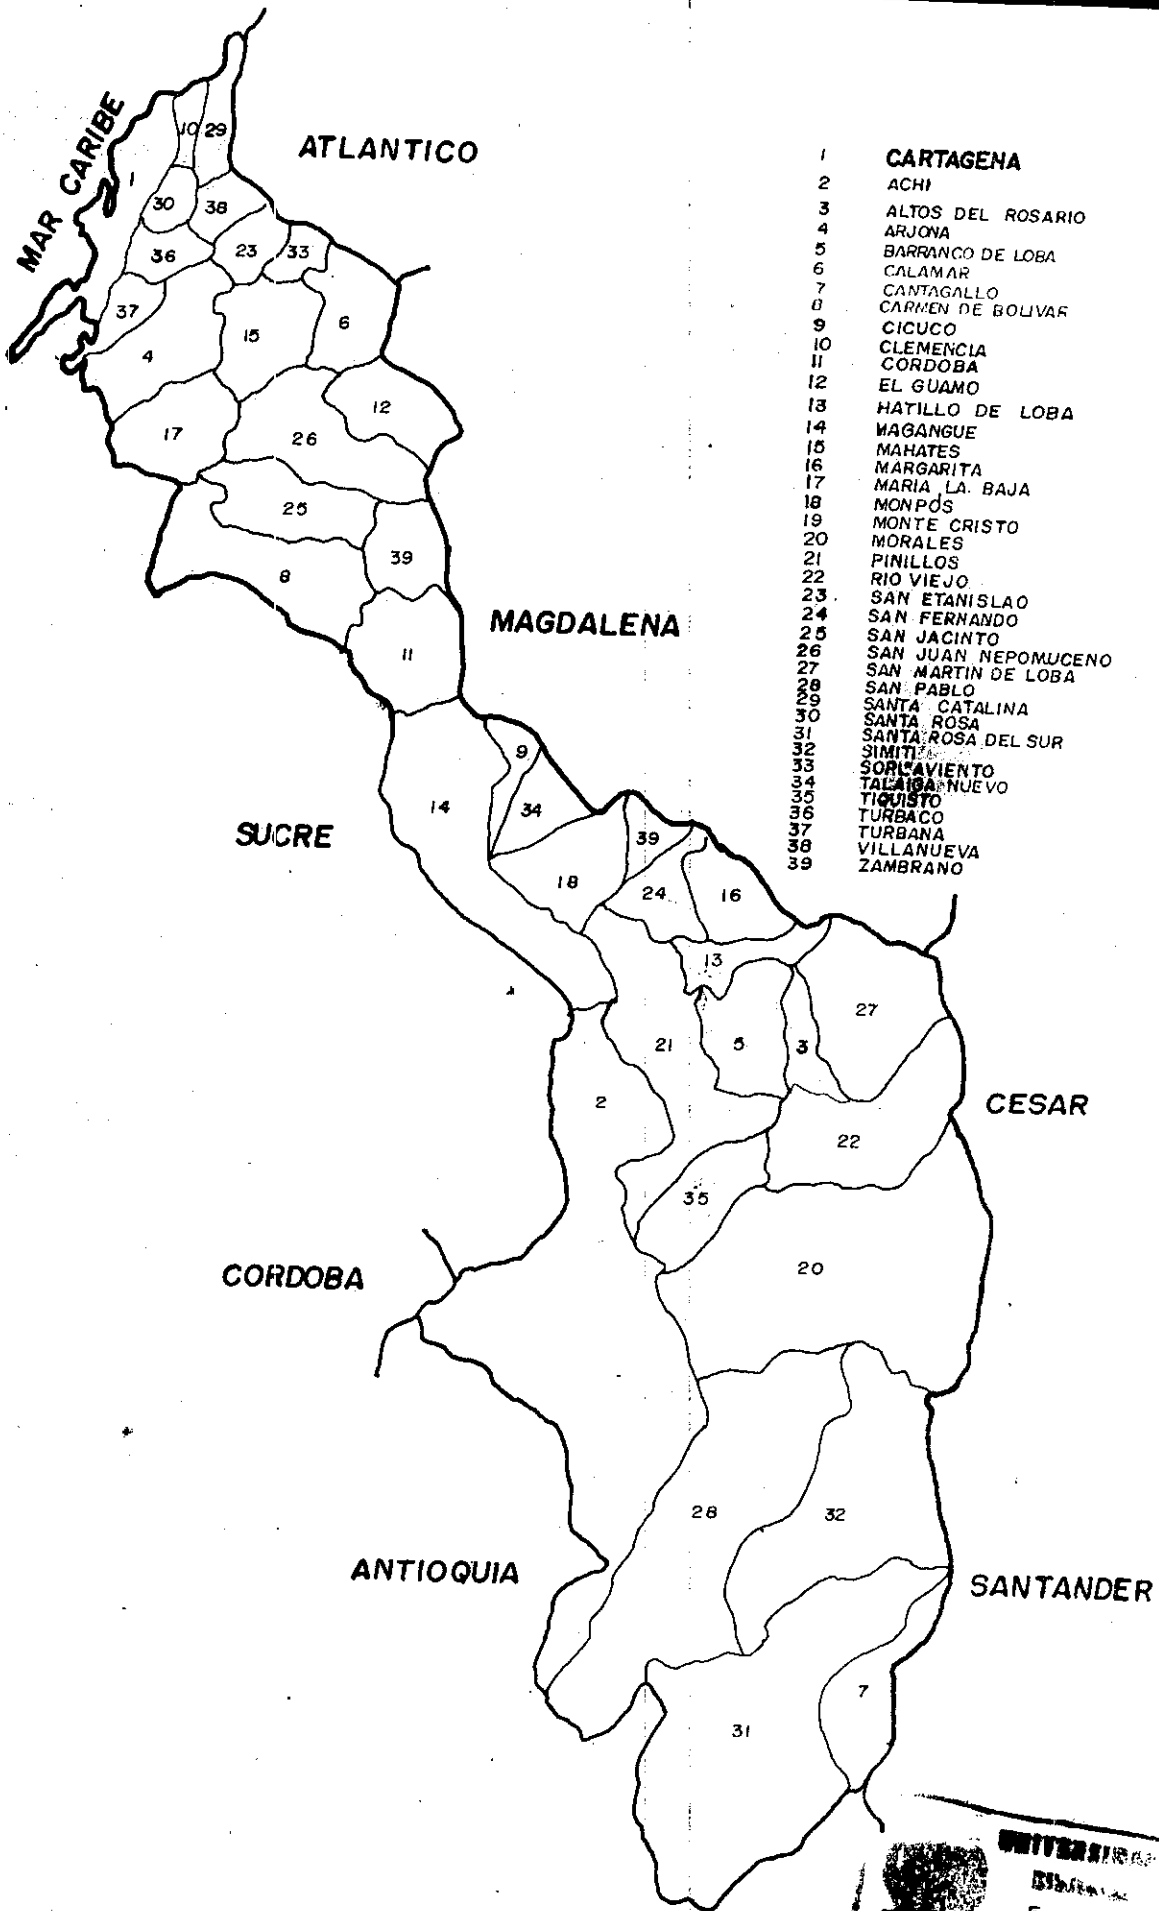 ATLANTICO
MAR CARIBE
10
29
1
30
38
36
23
33
37
15
6
4
12
17
26
25
39
8
MAGDALENA
11
9
14
34
SUCRE
39
18
24
16
13
27
21
5
3
2
CESAR
22
35
CORDOBA
20
28
32
ANTIOQUIA
SANTANDER
7
31
1 CARTAGENA
2 ACHI
3 ALTOS DEL ROSARIO
4 ARJONA
5 BARRANCO DE LOBA
6 CALAMAR
7 CANTAGALLO
8 CARMEN DE BOLIVAR
9 CICUCO
10 CLEMENCIA
11 CORDOBA
12 EL GUAMO
13 HATILLO DE LOBA
14 MAGANGUE
15 MAHATES
16 MARGARITA
17 MARIA LA BAJA
18 MONPÓS
19 MONTE CRISTO
20 MORALES
21 PINILLOS
22 RIO VIEJO
23 SAN ETANISLAO
24 SAN FERNANDO
25 SAN JACINTO
26 SAN JUAN NEPOMUCENO
27 SAN MARTIN DE LOBA
28 SAN PABLO
29 SANTA CATALINA
30 SANTA ROSA
31 SANTA ROSA DEL SUR
32 SIMITI
33 SOPLAVIENTO
34 TALAIGA NUEVO
35 TIQUISTO
36 TURBACO
37 TURBANA
38 VILLANUEVA
39 ZAMBRANO